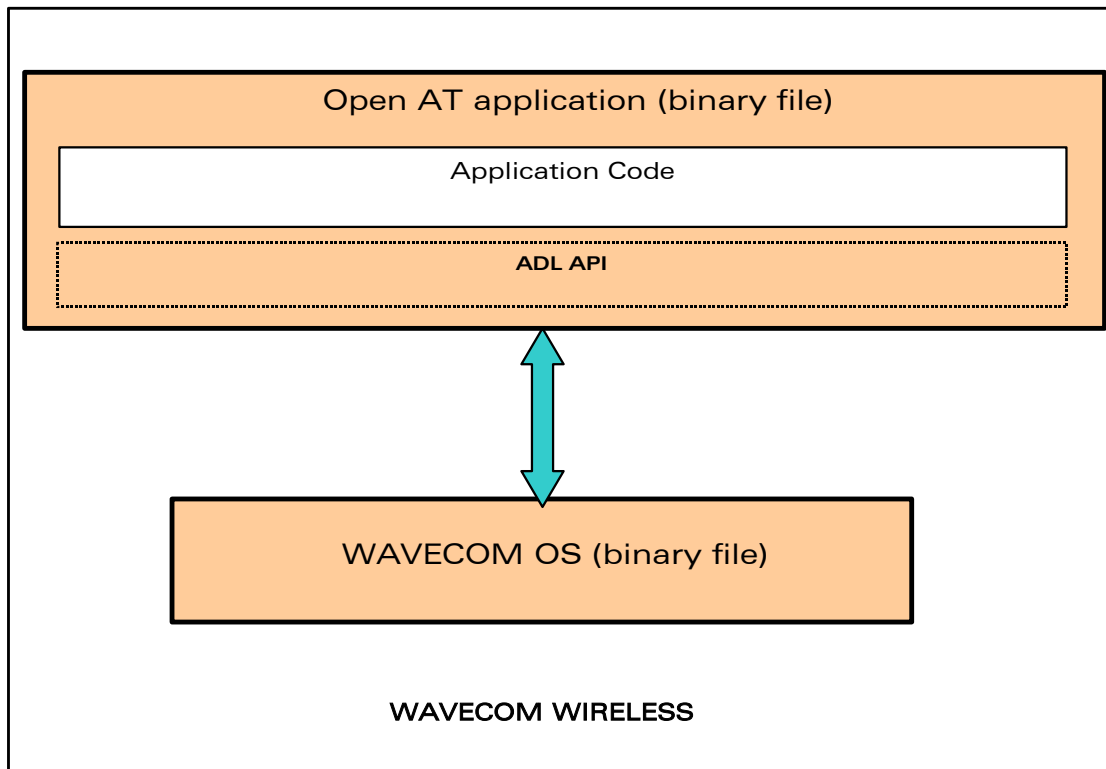 Open AT application (binary file)
Application Code
ADL API
WAVECOM OS (binary file)
WAVECOM WIRELESS